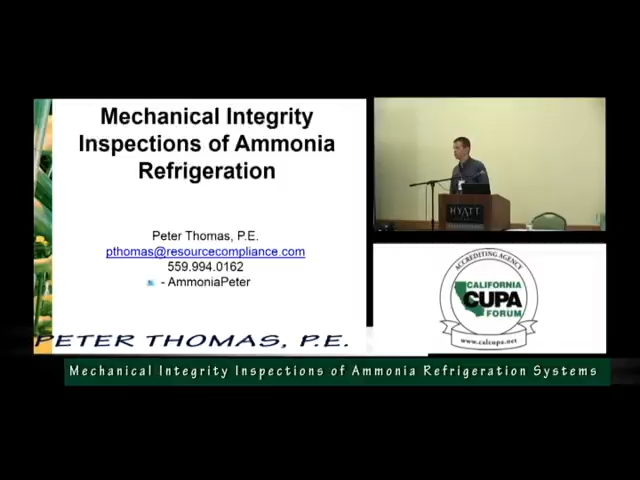 Mechanical Integrity
Inspections of Ammonia
Refrigeration
Peter Thomas, P.E.
pthomas@resourcecompliance.com
559.994.0162
- AmmoniaPeter
PETER THOMAS, P.E.
HYATT
ACCREDITING AGENCY
CALIFORNIA
CUPA
FORUM
www.calcupa.net
Mechanical Integrity Inspections of Ammonia Refrigeration Systems